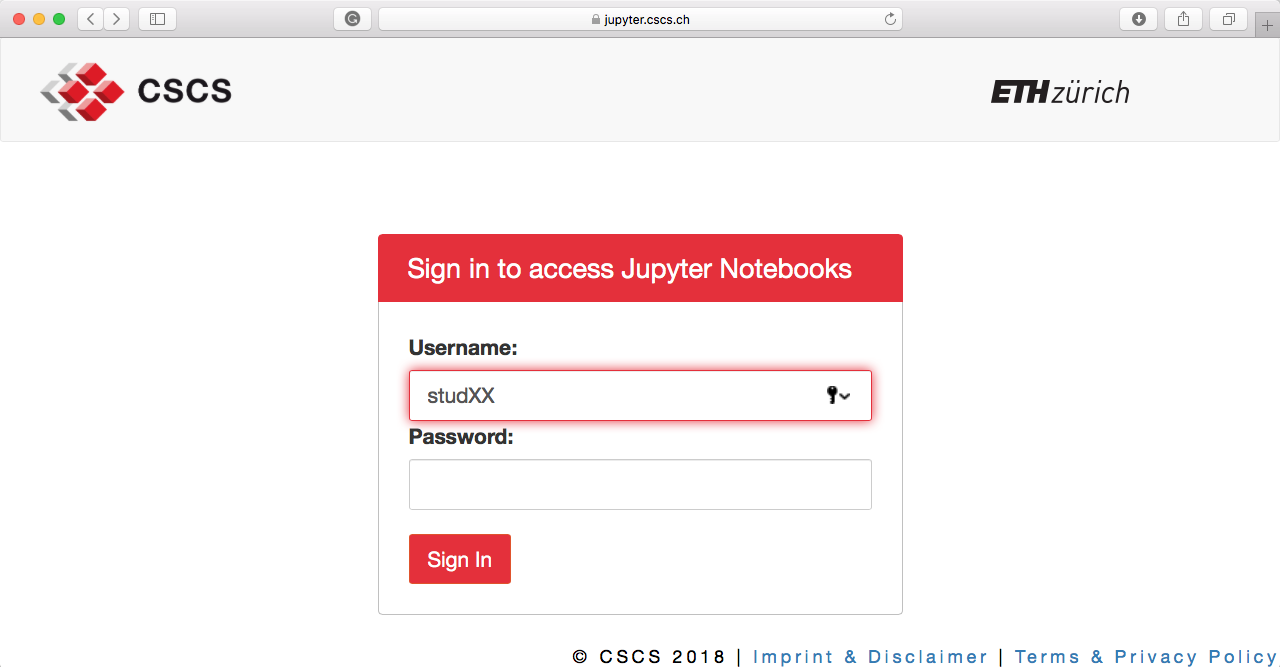 jupyter.cscs.ch
CSCS
ETH zürich
Sign in to access Jupyter Notebooks
Username:
studXX
Password:
Sign In
© CSCS 2018 | Imprint & Disclaimer | Terms & Privacy Policy